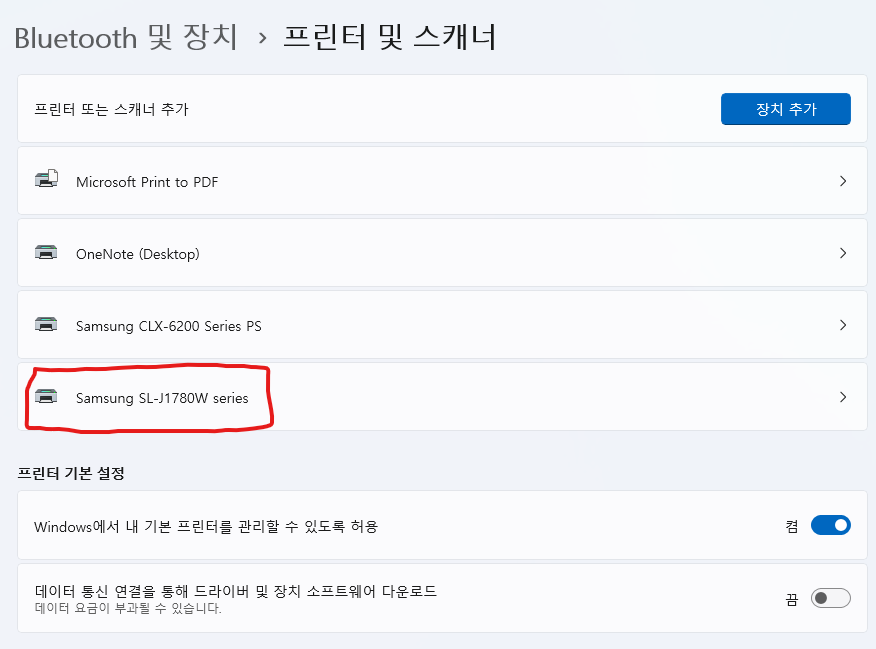 Bluetooth 및 장치 › 프린터 및 스캐너
프린터 또는 스캐너 추가
장치 추가
Microsoft Print to PDF
OneNote (Desktop)
Samsung CLX-6200 Series PS
Samsung SL-J1780W series
프린터 기본 설정
Windows에서 내 기본 프린터를 관리할 수 있도록 허용
켬
데이터 통신 연결을 통해 드라이버 및 장치 소프트웨어 다운로드
데이터 요금이 부과될 수 있습니다.
끔